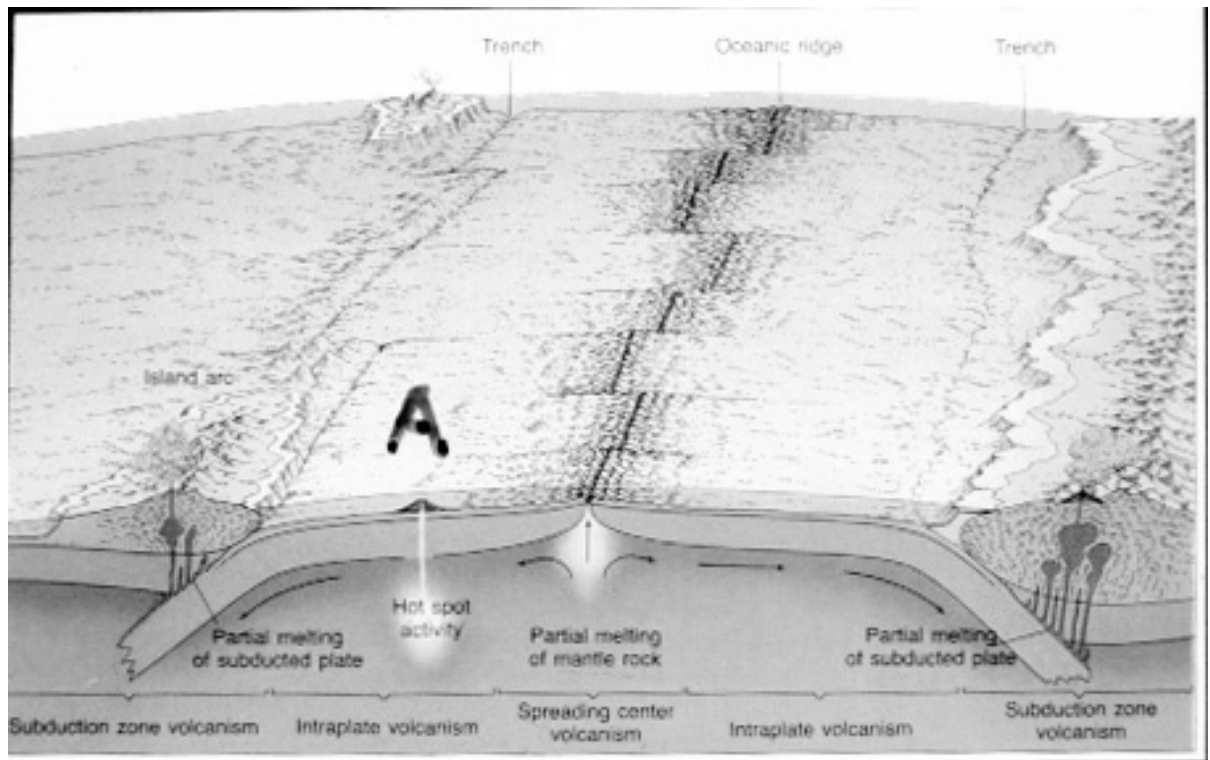 Trench
Oceanic ridge
Trench
Island arc
A
Hot spot
activity
Partial melting
of subducted plate
Partial melting
of mantle rock
Partial melting
of subducted plate
Subduction zone volcanism
Intraplate volcanism
Spreading center
volcanism
Intraplate volcanism
Subduction zone
volcanism